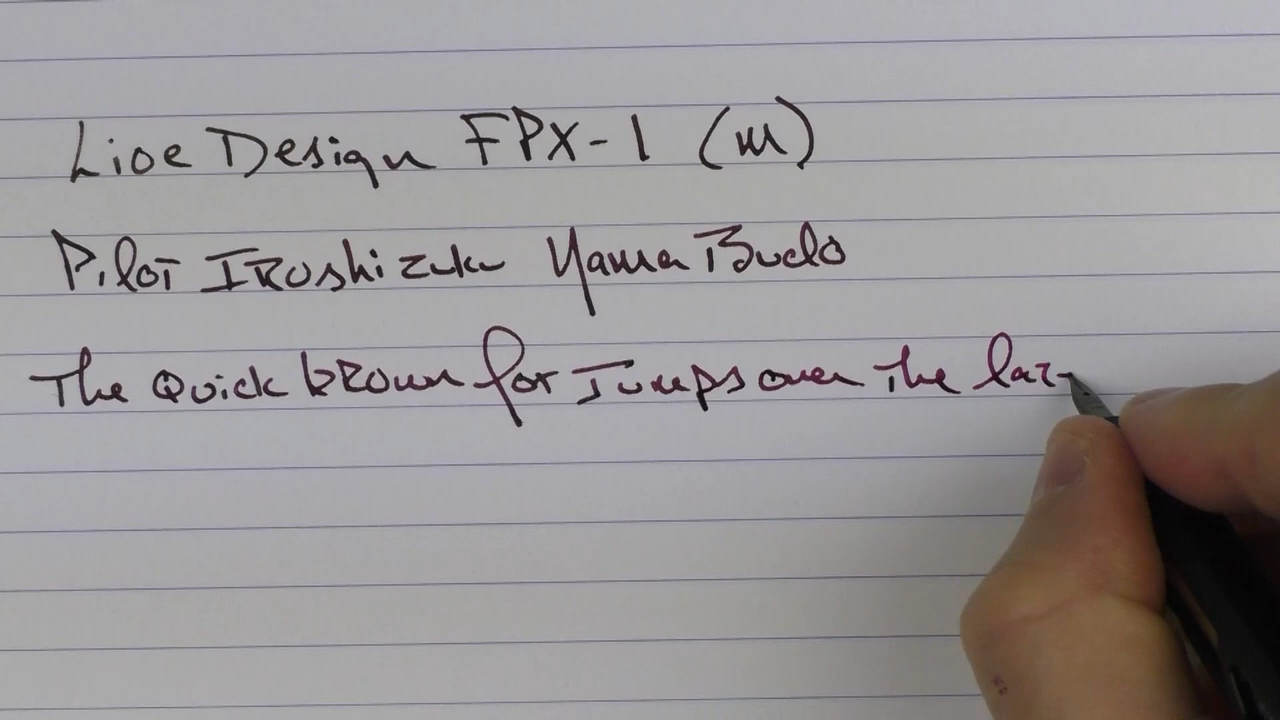 Lioe Design FPX-1 (M)
Pilot Iroshizuku Yama Budo
The Quick brown fox Jumps over The laz